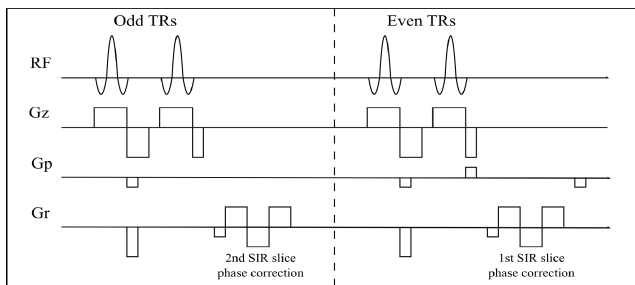 Odd TRs
Even TRs
RF
Gz
Gp
Gr
2nd SIR slice
phase correction
1st SIR slice
phase correction